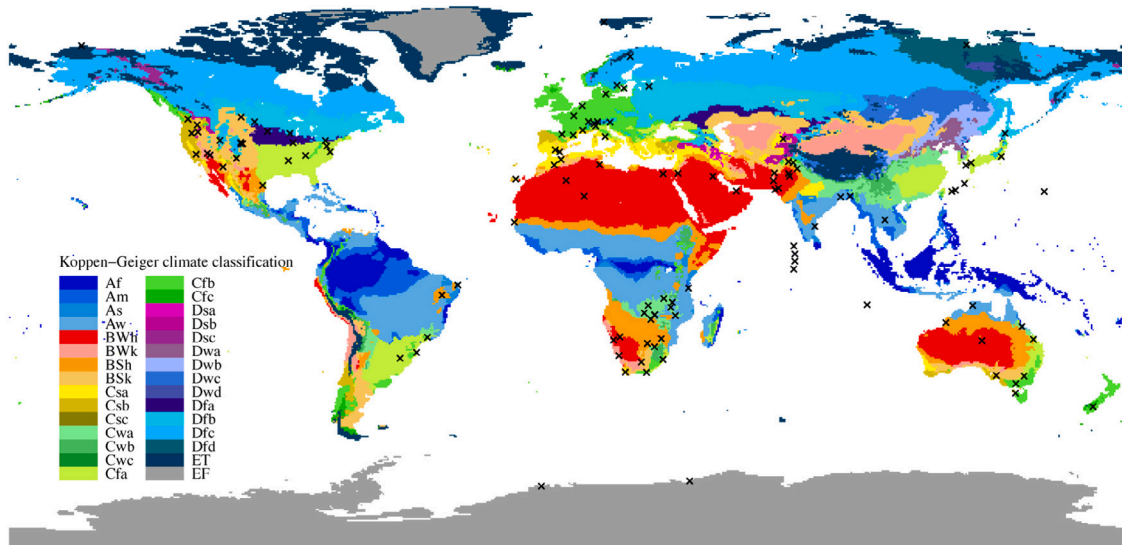 Koppen-Geiger climate classification
Af Cfb
Am Cfc
As Dsa
Aw Dsb
BWh Dsc
BWk Dwa
BSh Dwb
BSk Dwc
Csa Dwd
Csb Dfa
Csc Dfb
Cwa Dfc
Cwb Dfd
Cwc ET
Cfa EF